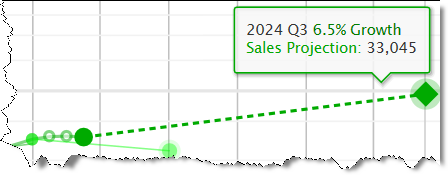 2024 Q3 6.5% Growth
Sales Projection: 33,045